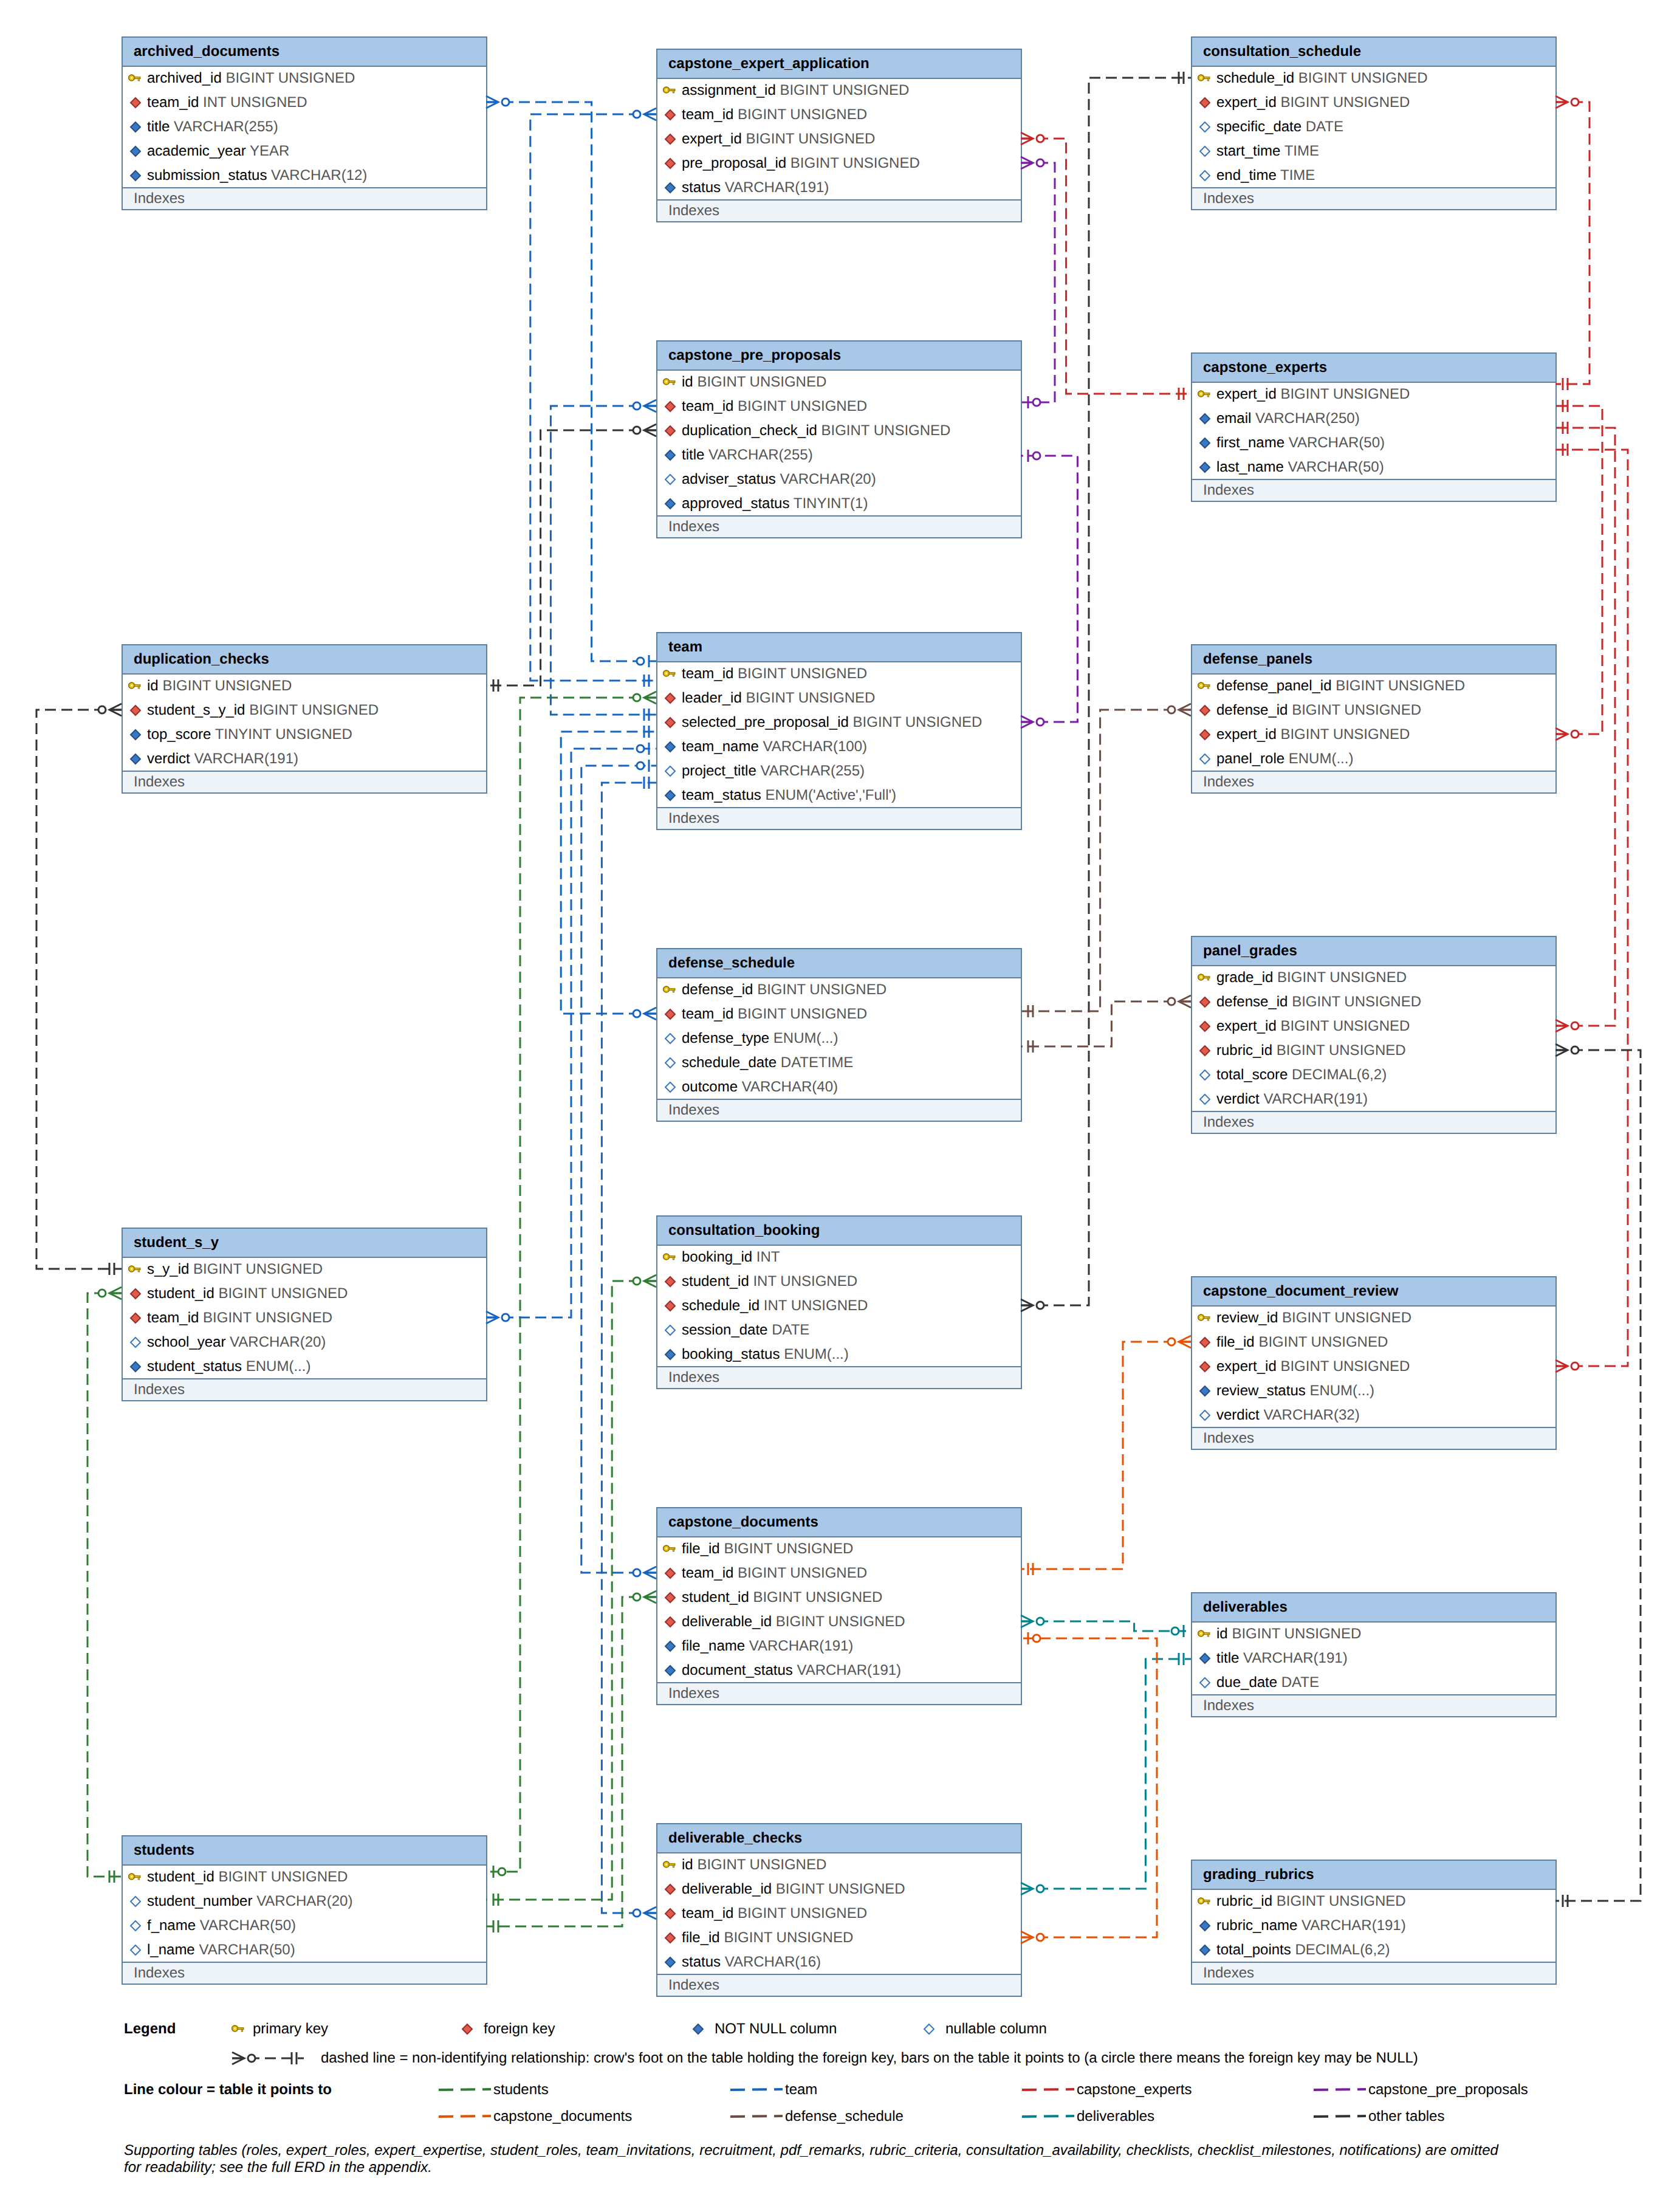 archived_documents
archived_id BIGINT UNSIGNED
team_id INT UNSIGNED
title VARCHAR(255)
academic_year YEAR
submission_status VARCHAR(12)
Indexes
capstone_expert_application
assignment_id BIGINT UNSIGNED
team_id BIGINT UNSIGNED
expert_id BIGINT UNSIGNED
pre_proposal_id BIGINT UNSIGNED
status VARCHAR(191)
Indexes
consultation_schedule
schedule_id BIGINT UNSIGNED
expert_id BIGINT UNSIGNED
specific_date DATE
start_time TIME
end_time TIME
Indexes
capstone_pre_proposals
id BIGINT UNSIGNED
team_id BIGINT UNSIGNED
duplication_check_id BIGINT UNSIGNED
title VARCHAR(255)
adviser_status VARCHAR(20)
approved_status TINYINT(1)
Indexes
capstone_experts
expert_id BIGINT UNSIGNED
email VARCHAR(250)
first_name VARCHAR(50)
last_name VARCHAR(50)
Indexes
duplication_checks
id BIGINT UNSIGNED
student_s_y_id BIGINT UNSIGNED
top_score TINYINT UNSIGNED
verdict VARCHAR(191)
Indexes
team
team_id BIGINT UNSIGNED
leader_id BIGINT UNSIGNED
selected_pre_proposal_id BIGINT UNSIGNED
team_name VARCHAR(100)
project_title VARCHAR(255)
team_status ENUM('Active','Full')
Indexes
defense_panels
defense_panel_id BIGINT UNSIGNED
defense_id BIGINT UNSIGNED
expert_id BIGINT UNSIGNED
panel_role ENUM(...)
Indexes
defense_schedule
defense_id BIGINT UNSIGNED
team_id BIGINT UNSIGNED
defense_type ENUM(...)
schedule_date DATETIME
outcome VARCHAR(40)
Indexes
panel_grades
grade_id BIGINT UNSIGNED
defense_id BIGINT UNSIGNED
expert_id BIGINT UNSIGNED
rubric_id BIGINT UNSIGNED
total_score DECIMAL(6,2)
verdict VARCHAR(191)
Indexes
student_s_y
s_y_id BIGINT UNSIGNED
student_id BIGINT UNSIGNED
team_id BIGINT UNSIGNED
school_year VARCHAR(20)
student_status ENUM(...)
Indexes
consultation_booking
booking_id INT
student_id INT UNSIGNED
schedule_id INT UNSIGNED
session_date DATE
booking_status ENUM(...)
Indexes
capstone_document_review
review_id BIGINT UNSIGNED
file_id BIGINT UNSIGNED
expert_id BIGINT UNSIGNED
review_status ENUM(...)
verdict VARCHAR(32)
Indexes
capstone_documents
file_id BIGINT UNSIGNED
team_id BIGINT UNSIGNED
student_id BIGINT UNSIGNED
deliverable_id BIGINT UNSIGNED
file_name VARCHAR(191)
document_status VARCHAR(191)
Indexes
deliverables
id BIGINT UNSIGNED
title VARCHAR(191)
due_date DATE
Indexes
students
student_id BIGINT UNSIGNED
student_number VARCHAR(20)
f_name VARCHAR(50)
l_name VARCHAR(50)
Indexes
deliverable_checks
id BIGINT UNSIGNED
deliverable_id BIGINT UNSIGNED
team_id BIGINT UNSIGNED
file_id BIGINT UNSIGNED
status VARCHAR(16)
Indexes
grading_rubrics
rubric_id BIGINT UNSIGNED
rubric_name VARCHAR(191)
total_points DECIMAL(6,2)
Indexes
Legend primary key foreign key NOT NULL column nullable column
dashed line = non-identifying relationship: crow's foot on the table holding the foreign key, bars on the table it points to (a circle there means the foreign key may be NULL)
Line colour = table it points to students team capstone_experts capstone_pre_proposals
capstone_documents defense_schedule deliverables other tables
Supporting tables (roles, expert_roles, expert_expertise, student_roles, team_invitations, recruitment, pdf_remarks, rubric_criteria, consultation_availability, checklists, checklist_milestones, notifications) are omitted
for readability; see the full ERD in the appendix.